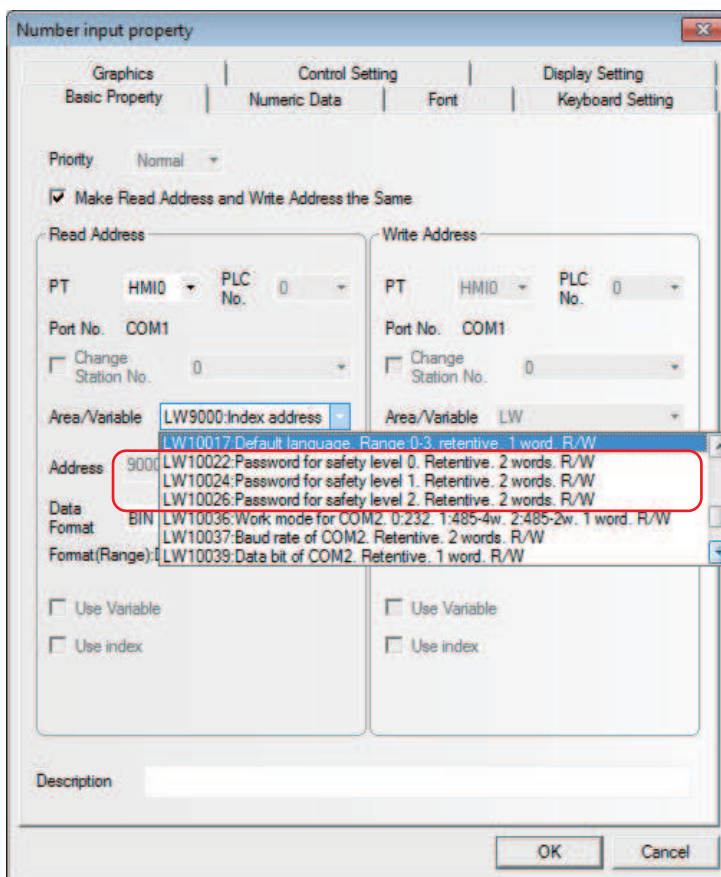 Number input property
Graphics Control Setting Display Setting
Basic Property Numeric Data Font Keyboard Setting
Priority Normal
Make Read Address and Write Address the Same
Read Address Write Address
PT HMI0 PLC No. 0 PT HMI0 PLC No. 0
Port No. COM1 Port No. COM1
Change Station No. 0 Change Station No. 0
Area/Variable LW9000:Index address Area/Variable LW
LW10017:Default language. Range 0-3. retentive. 1 word. R/W
Address 9000 LW10022:Password for safety level 0. Retentive. 2 words. R/W
LW10024:Password for safety level 1. Retentive. 2 words. R/W
LW10026:Password for safety level 2. Retentive. 2 words. R/W
Data Format BIN LW10036:Work mode for COM2. 0:232. 1:485-4w. 2:485-2w. 1 word. R/W
LW10037:Baud rate of COM2. Retentive. 2 words. R/W
Format(Range): LW10039:Data bit of COM2. Retentive. 1 word. R/W
Use Variable Use Variable
Use index Use index
Description
OK Cancel